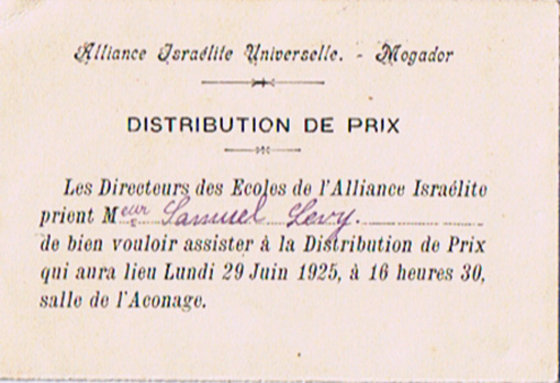 Alliance Israélite Universelle. - Mogador
DISTRIBUTION DE PRIX
Les Directeurs des Ecoles de l'Alliance Israélite
prient Meur Samuel Levy.
de bien vouloir assister à la Distribution de Prix
qui aura lieu Lundi 29 Juin 1925, à 16 heures 30,
salle de l'Aconage.